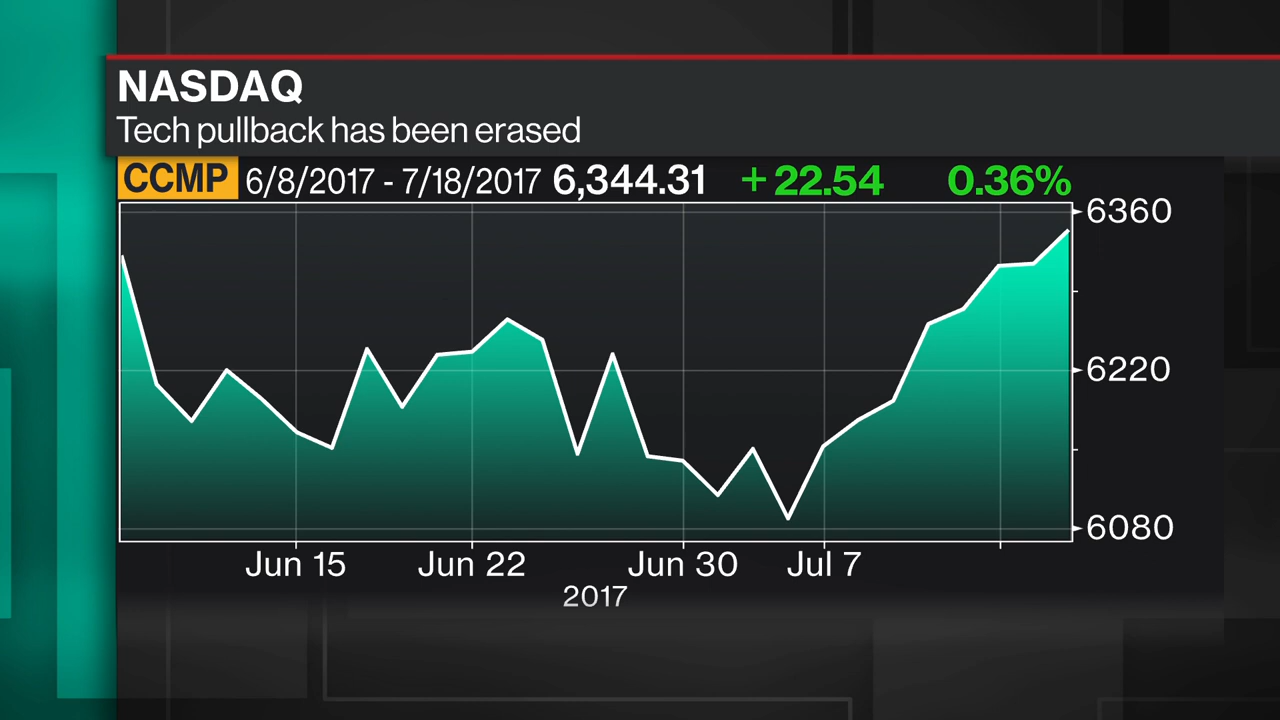 NASDAQ
Tech pullback has been erased
CCMP 6/8/2017 - 7/18/2017 6,344.31 + 22.54 0.36%
6360
6220
6080
Jun 15 Jun 22 Jun 30 Jul 7
2017